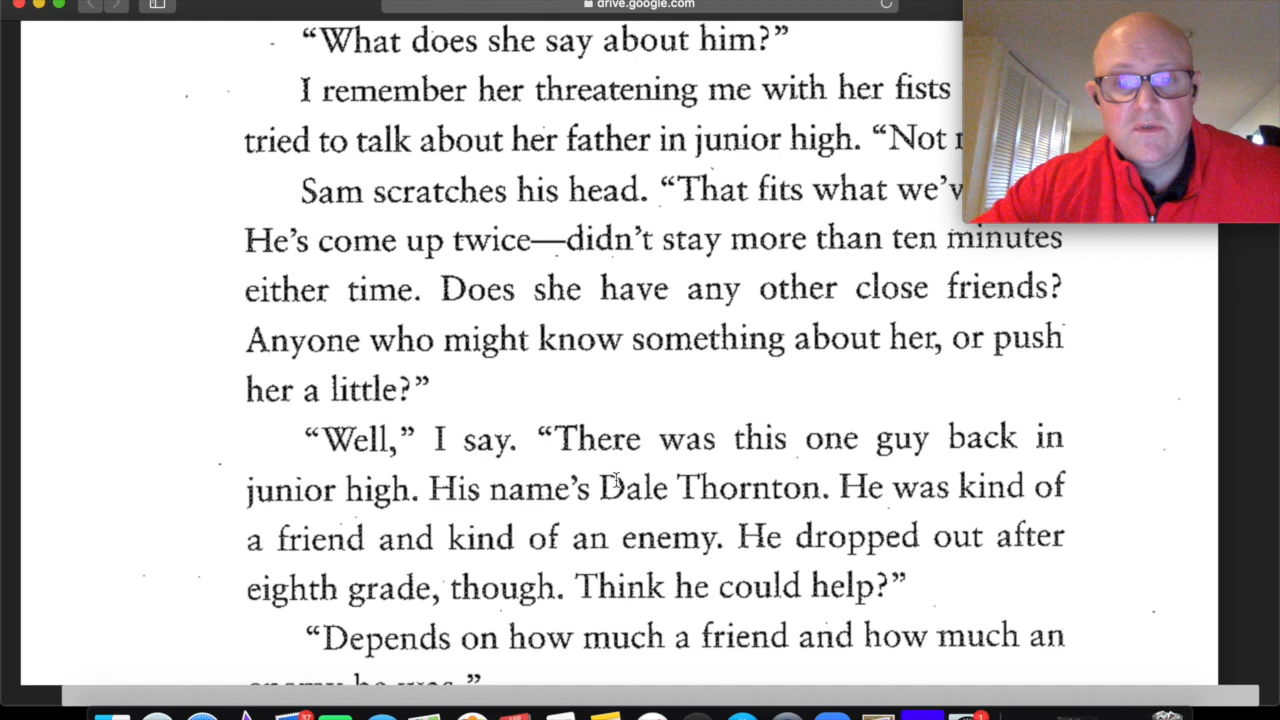 drive.google.com
“What does she say about him?”
I remember her threatening me with her fists
tried to talk about her father in junior high. “Not
Sam scratches his head. “That fits what we’v
He’s come up twice—didn’t stay more than ten minutes
either time. Does she have any other close friends?
Anyone who might know something about her, or push
her a little?”
“Well,” I say. “There was this one guy back in
junior high. His name’s Dale Thornton. He was kind of
a friend and kind of an enemy. He dropped out after
eighth grade, though. Think he could help?”
“Depends on how much a friend and how much an
enemy he was.”
37
1